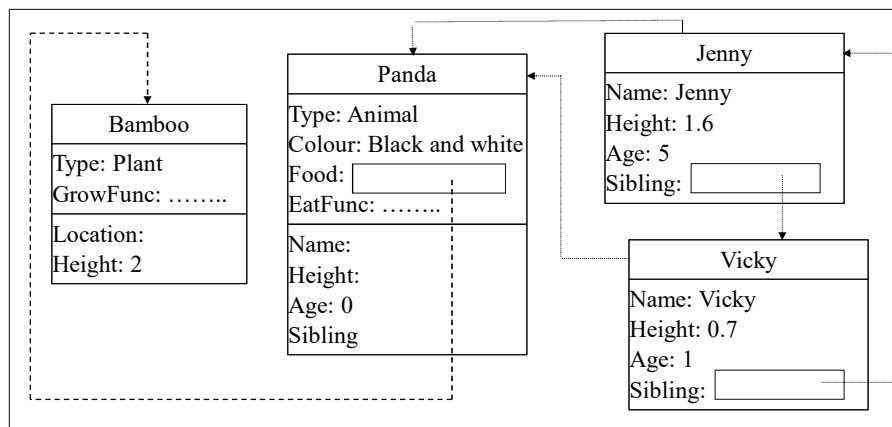 Bamboo
Type: Plant
GrowFunc: ……..
Location:
Height: 2
Panda
Type: Animal
Colour: Black and white
Food:
EatFunc: ……..
Name:
Height:
Age: 0
Sibling
Jenny
Name: Jenny
Height: 1.6
Age: 5
Sibling:
Vicky
Name: Vicky
Height: 0.7
Age: 1
Sibling: